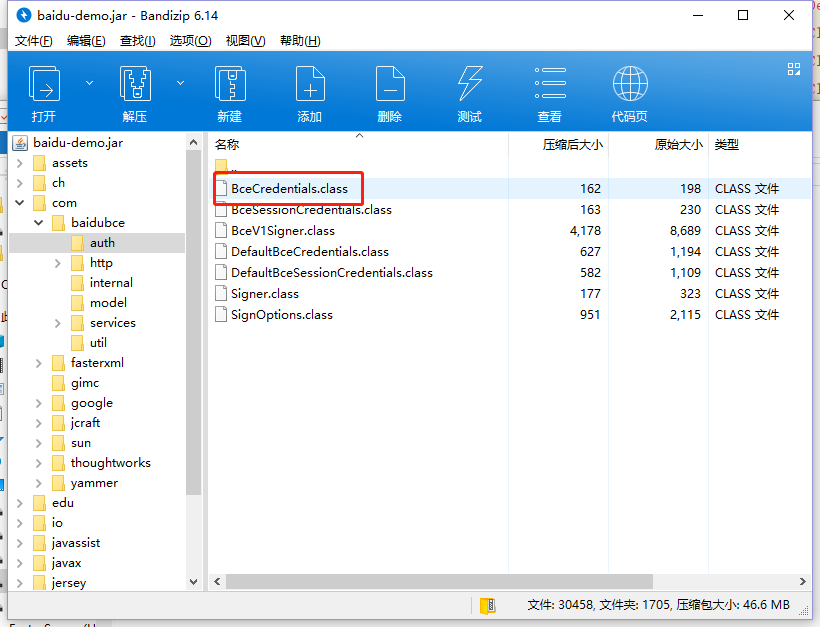 baidu-demo.jar - Bandizip 6.14
文件(F) 编辑(E) 查找(I) 选项(O) 视图(V) 帮助(H)
打开 解压 新建 添加 删除 测试 查看 代码页
baidu-demo.jar
assets
ch
com
baidubce
auth
http
internal
model
services
util
fasterxml
gimc
google
jcraft
sun
thoughtworks
yammer
edu
io
javassist
javax
jersey
名称 压缩后大小 原始大小 类型
..
BceCredentials.class 162 198 CLASS 文件
BceSessionCredentials.class 163 230 CLASS 文件
BceV1Signer.class 4,178 8,689 CLASS 文件
DefaultBceCredentials.class 627 1,194 CLASS 文件
DefaultBceSessionCredentials.class 582 1,109 CLASS 文件
Signer.class 177 323 CLASS 文件
SignOptions.class 951 2,115 CLASS 文件
文件: 30458, 文件夹: 1705, 压缩包大小: 46.6 MB